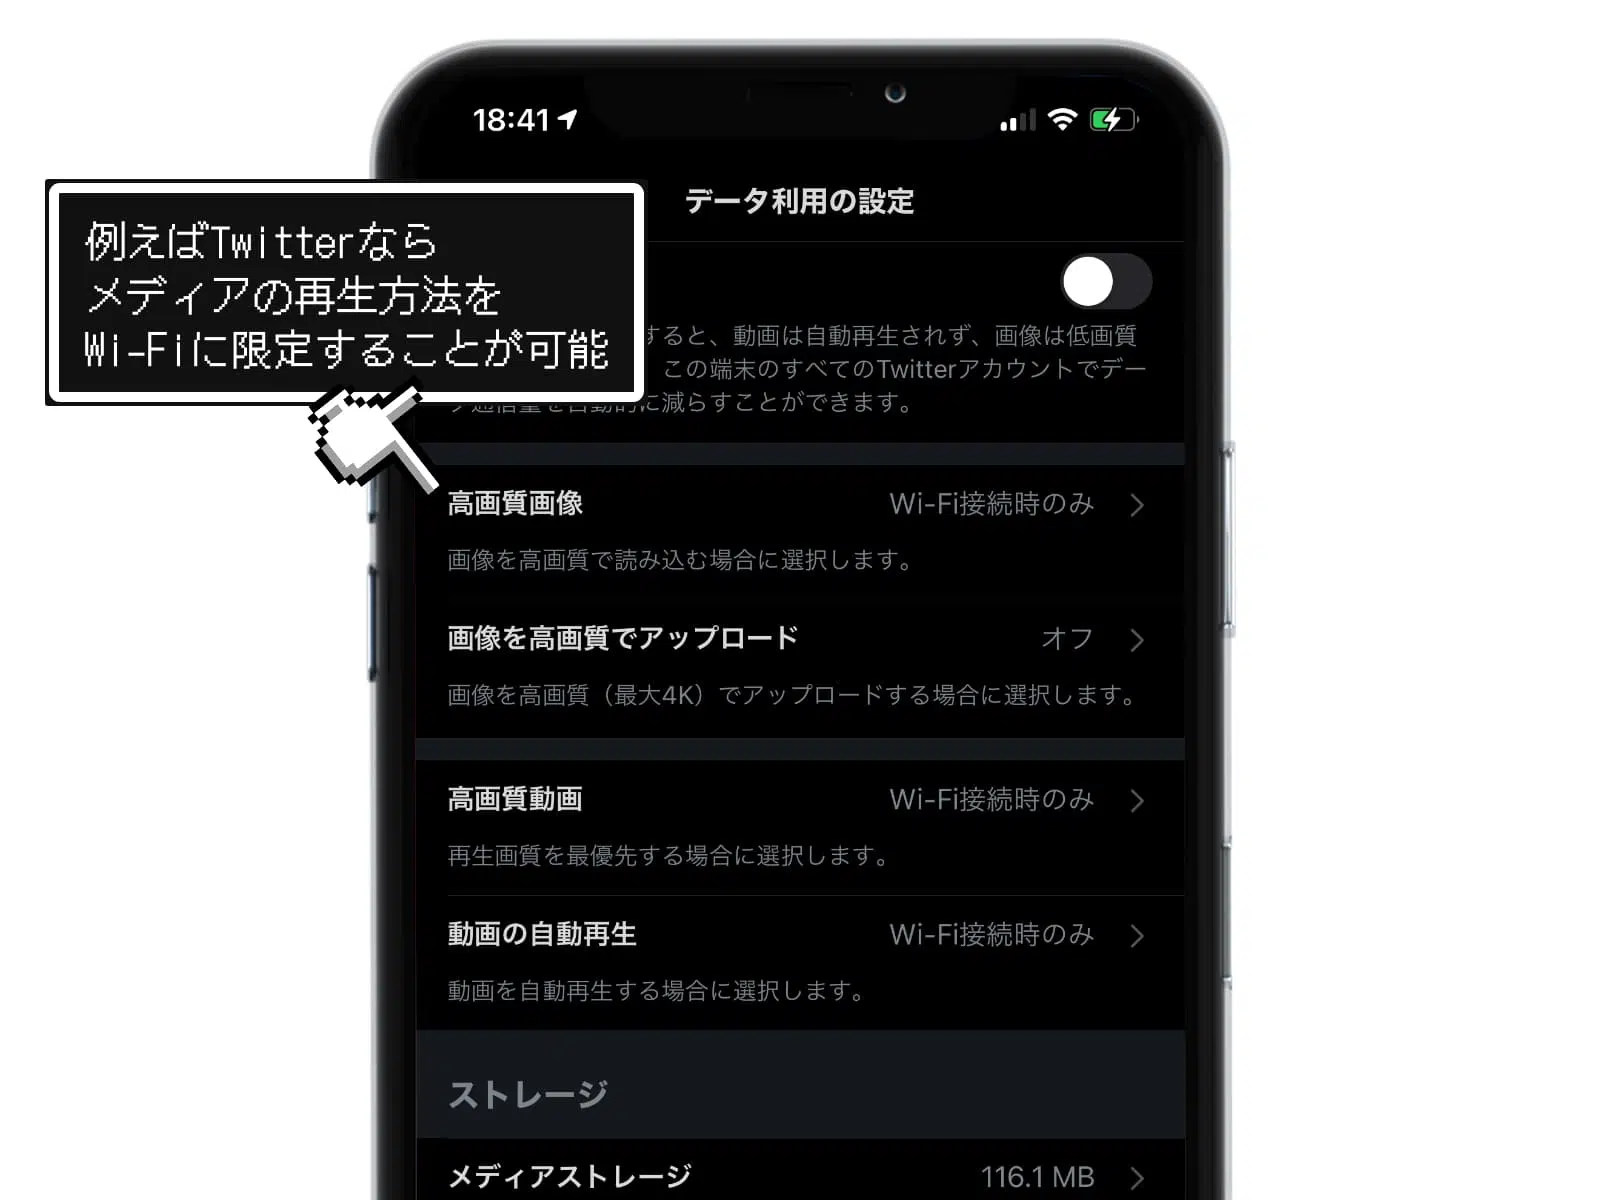 18:41
データ利用の設定
例えばTwitterなら
メディアの再生方法を
Wi-Fiに限定することが可能
すると、動画は自動再生されず、画像は低画質
この端末のすべてのTwitterアカウントでデー
タ通信量を自動的に減らすことができます。
高画質画像 Wi-Fi接続時のみ
画像を高画質で読み込む場合に選択します。
画像を高画質でアップロード オフ
画像を高画質（最大4K）でアップロードする場合に選択します。
高画質動画 Wi-Fi接続時のみ
再生画質を最優先する場合に選択します。
動画の自動再生 Wi-Fi接続時のみ
動画を自動再生する場合に選択します。
ストレージ
メディアストレージ 116.1 MB